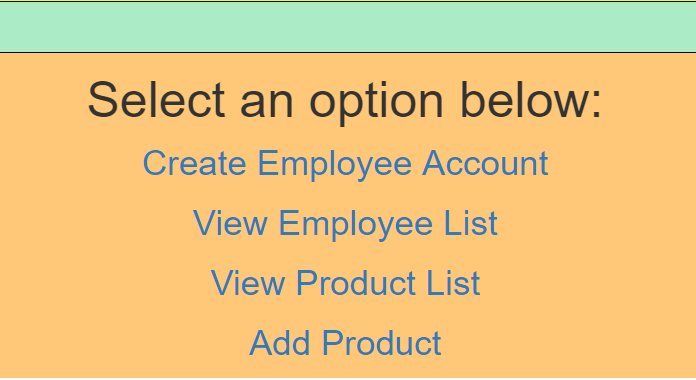 Select an option below:
Create Employee Account
View Employee List
View Product List
Add Product